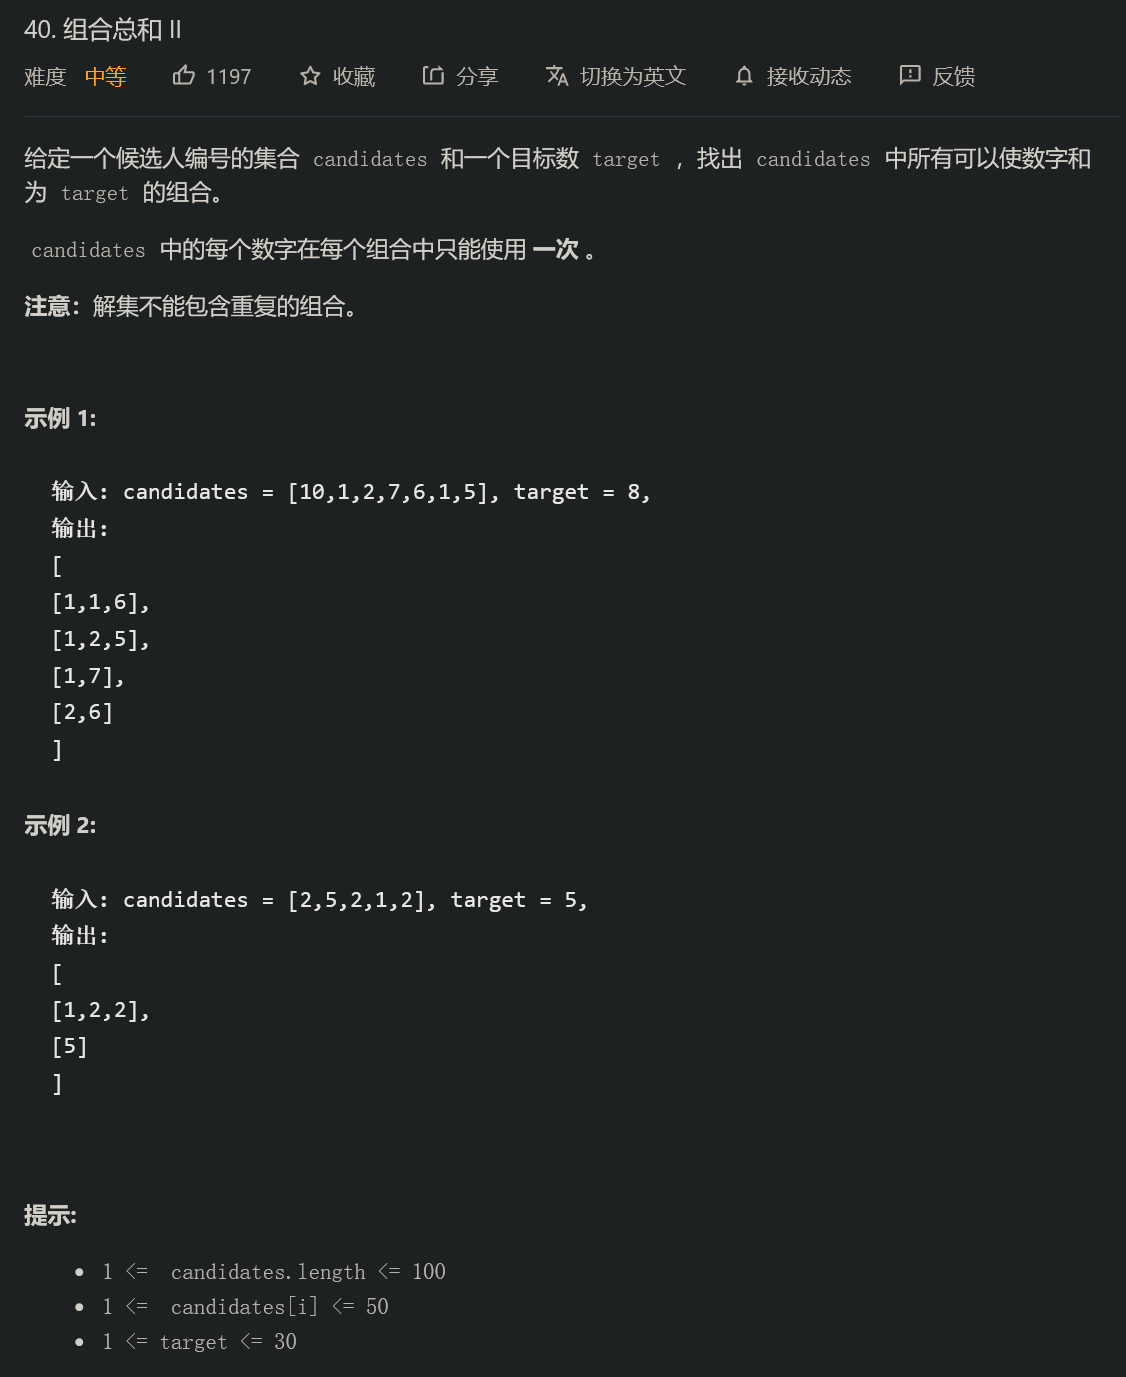 40. 组合总和 II
难度 中等 1197 收藏 分享 切换为英文 接收动态 反馈
给定一个候选人编号的集合 candidates 和一个目标数 target ，找出 candidates 中所有可以使数字和
为 target 的组合。
candidates 中的每个数字在每个组合中只能使用 一次 。
注意：解集不能包含重复的组合。
示例 1:
输入: candidates = [10,1,2,7,6,1,5], target = 8,
输出:
[
[1,1,6],
[1,2,5],
[1,7],
[2,6]
]
示例 2:
输入: candidates = [2,5,2,1,2], target = 5,
输出:
[
[1,2,2],
[5]
]
提示:
• 1 <= candidates.length <= 100
• 1 <= candidates[i] <= 50
• 1 <= target <= 30